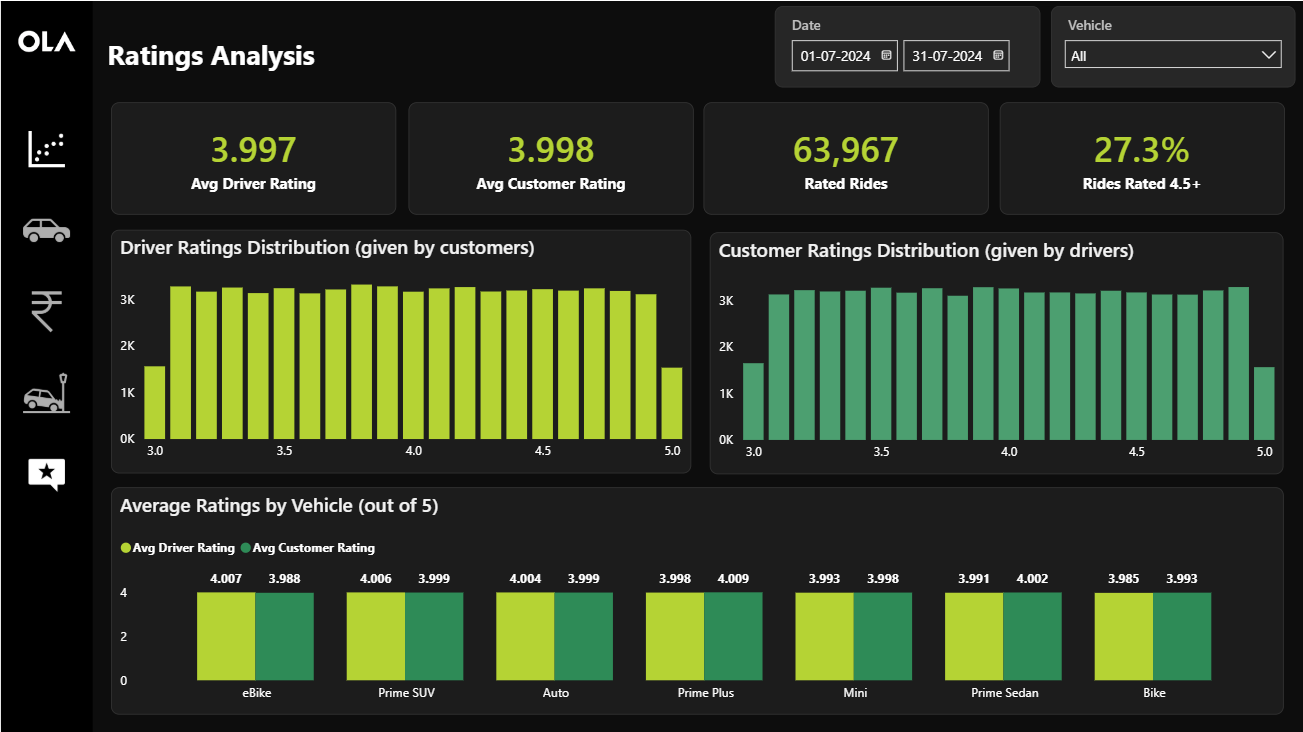 OLA
Ratings Analysis
Date
01-07-2024 31-07-2024
Vehicle
All
3.997
Avg Driver Rating
3.998
Avg Customer Rating
63,967
Rated Rides
27.3%
Rides Rated 4.5+
Driver Ratings Distribution (given by customers)
3K
2K
1K
0K
3.0 3.5 4.0 4.5 5.0
Customer Ratings Distribution (given by drivers)
3K
2K
1K
0K
3.0 3.5 4.0 4.5 5.0
Average Ratings by Vehicle (out of 5)
Avg Driver Rating Avg Customer Rating
4.007 3.988 4.006 3.999 4.004 3.999 3.998 4.009 3.993 3.998 3.991 4.002 3.985 3.993
4
2
0
eBike Prime SUV Auto Prime Plus Mini Prime Sedan Bike